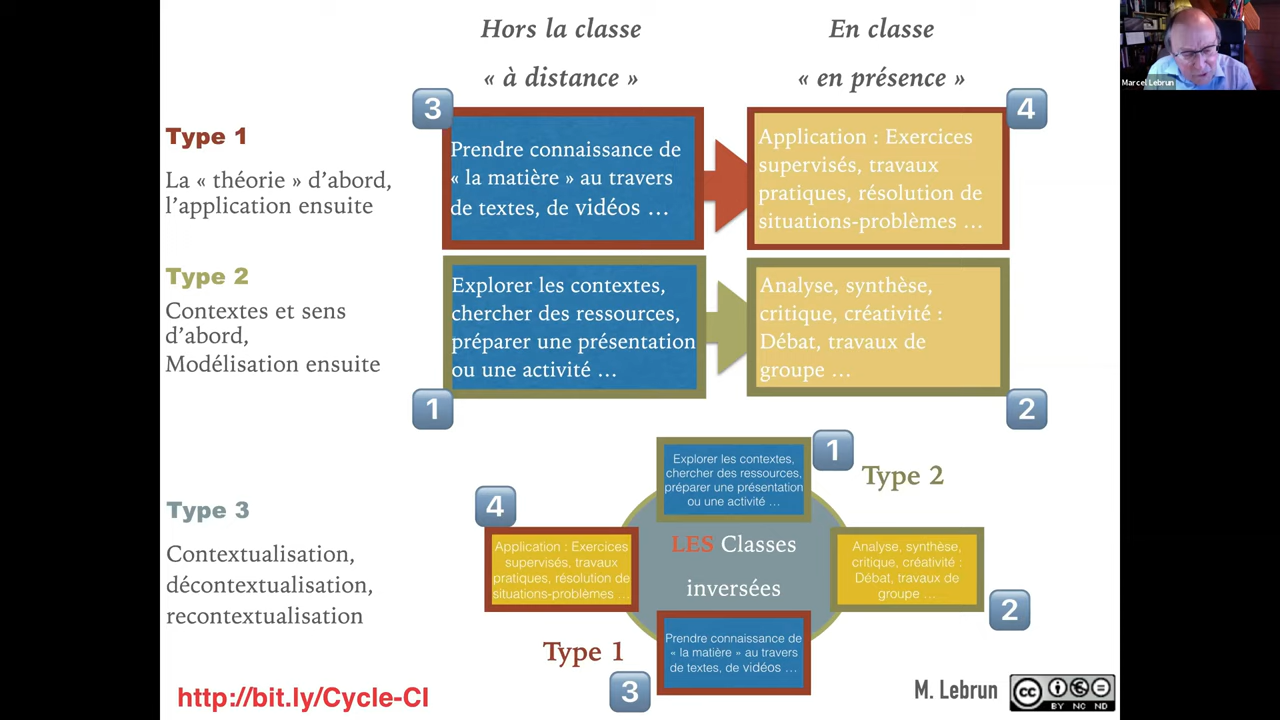 Hors la classe
« à distance »
En classe
« en présence »
Marcel Lebrun
3
4
Type 1
La « théorie » d’abord,
l’application ensuite
Prendre connaissance de
« la matière » au travers
de textes, de vidéos …
Application : Exercices
supervisés, travaux
pratiques, résolution de
situations-problèmes …
Type 2
Contextes et sens
d’abord,
Modélisation ensuite
Explorer les contextes,
chercher des ressources,
préparer une présentation
ou une activité …
Analyse, synthèse,
critique, créativité :
Débat, travaux de
groupe …
1
2
Type 3
Contextualisation,
décontextualisation,
recontextualisation
Explorer les contextes,
chercher des ressources,
préparer une présentation
ou une activité …
1
Type 2
4
Application : Exercices
supervisés, travaux
pratiques, résolution de
situations-problèmes …
LES Classes
inversées
Analyse, synthèse,
critique, créativité :
Débat, travaux de
groupe …
2
Type 1
3
Prendre connaissance de
« la matière » au travers
de textes, de vidéos …
http://bit.ly/Cycle-CI
M. Lebrun
cc
BY NC ND